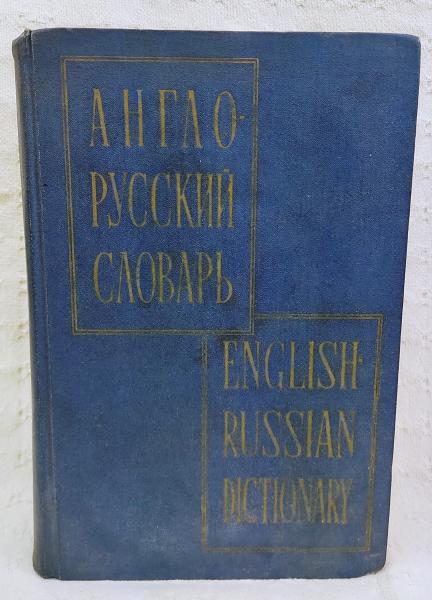 АНГЛО-
РУССКИЙ
СЛОВАРЬ
ENGLISH-
RUSSIAN
DICTIONARY